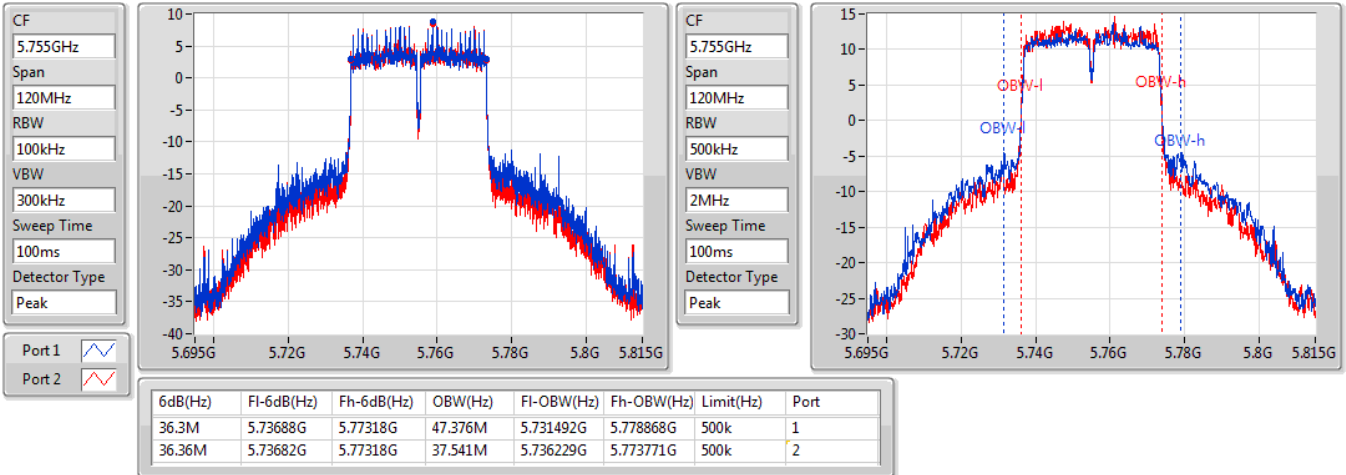 CF
5.755GHz
Span
120MHz
RBW
100kHz
VBW
300kHz
Sweep Time
100ms
Detector Type
Peak
Port 1
Port 2
10
5
0
-5
-10
-15
-20
-25
-30
-35
-40
5.695G 5.72G 5.74G 5.76G 5.78G 5.8G 5.815G
CF
5.755GHz
Span
120MHz
RBW
500kHz
VBW
2MHz
Sweep Time
100ms
Detector Type
Peak
15
10
5
0
-5
-10
-15
-20
-25
-30
OBW-l
OBW-h
OBW-l
OBW-h
5.695G 5.72G 5.74G 5.76G 5.78G 5.8G 5.815G
6dB(Hz) Fl-6dB(Hz) Fh-6dB(Hz) OBW(Hz) Fl-OBW(Hz) Fh-OBW(Hz) Limit(Hz) Port
36.3M 5.73688G 5.77318G 47.376M 5.731492G 5.778868G 500k 1
36.36M 5.73682G 5.77318G 37.541M 5.736229G 5.773771G 500k 2